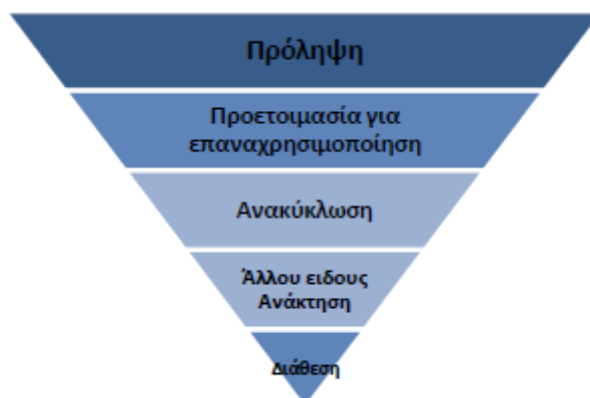 Πρόληψη
Προετοιμασία για
επαναχρησιμοποίηση
Ανακύκλωση
Άλλου ειδους
Ανάκτηση
Διάθεση